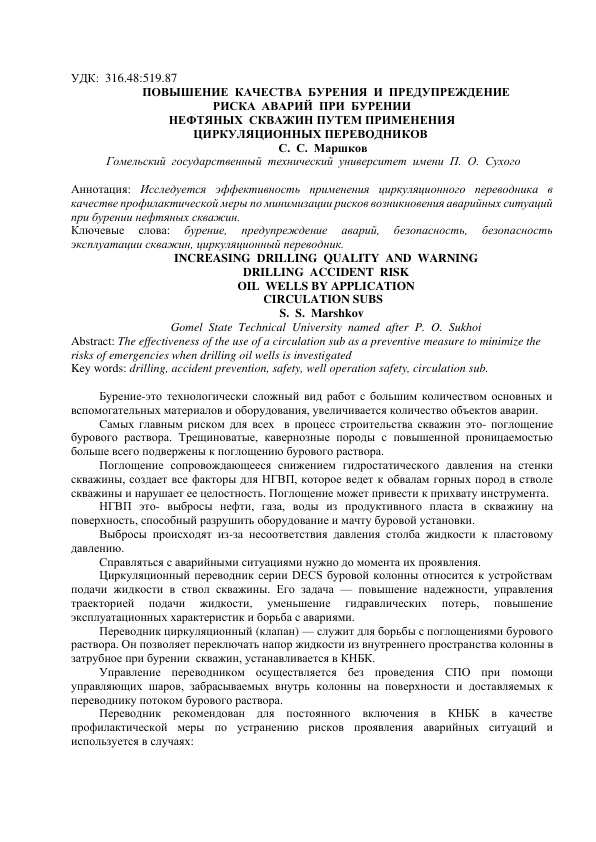 УДК: 316.48:519.87
ПОВЫШЕНИЕ КАЧЕСТВА БУРЕНИЯ И ПРЕДУПРЕЖДЕНИЕ
РИСКА АВАРИЙ ПРИ БУРЕНИИ
НЕФТЯНЫХ СКВАЖИН ПУТЕМ ПРИМЕНЕНИЯ
ЦИРКУЛЯЦИОННЫХ ПЕРЕВОДНИКОВ
С. С. Маршков
Гомельский государственный технический университет имени П. О. Сухого
Аннотация: Исследуется эффективность применения циркуляционного переводника в
качестве профилактической меры по минимизации рисков возникновения аварийных ситуаций
при бурении нефтяных скважин.
Ключевые слова: бурение, предупреждение аварий, безопасность, безопасность
эксплуатации скважин, циркуляционный переводник.
INCREASING DRILLING QUALITY AND WARNING
DRILLING ACCIDENT RISK
OIL WELLS BY APPLICATION
CIRCULATION SUBS
S. S. Marshkov
Gomel State Technical University named after P. O. Sukhoi
Abstract: The effectiveness of the use of a circulation sub as a preventive measure to minimize the
risks of emergencies when drilling oil wells is investigated
Key words: drilling, accident prevention, safety, well operation safety, circulation sub.
Бурение-это технологически сложный вид работ с большим количеством основных и
вспомогательных материалов и оборудования, увеличивается количество объектов аварии.
Самых главным риском для всех в процесс строительства скважин это- поглощение
бурового раствора. Трещиноватые, кавернозные породы с повышенной проницаемостью
больше всего подвержены к поглощению бурового раствора.
Поглощение сопровождающееся снижением гидростатического давления на стенки
скважины, создает все факторы для НГВП, которое ведет к обвалам горных пород в стволе
скважины и нарушает ее целостность. Поглощение может привести к прихвату инструмента.
НГВП это- выбросы нефти, газа, воды из продуктивного пласта в скважину на
поверхность, способный разрушить оборудование и мачту буровой установки.
Выбросы происходят из-за несоответствия давления столба жидкости к пластовому
давлению.
Справляться с аварийными ситуациями нужно до момента их проявления.
Циркуляционный переводник серии DECS буровой колонны относится к устройствам
подачи жидкости в ствол скважины. Его задача — повышение надежности, управления
траекторией подачи жидкости, уменьшение гидравлических потерь, повышение
эксплуатационных характеристик и борьба с авариями.
Переводник циркуляционный (клапан) — служит для борьбы с поглощениями бурового
раствора. Он позволяет переключать напор жидкости из внутреннего пространства колонны в
затрубное при бурении скважин, устанавливается в КНБК.
Управление переводником осуществляется без проведения СПО при помощи
управляющих шаров, забрасываемых внутрь колонны на поверхности и доставляемых к
переводнику потоком бурового раствора.
Переводник рекомендован для постоянного включения в КНБК в качестве
профилактической меры по устранению рисков проявления аварийных ситуаций и
используется в случаях: